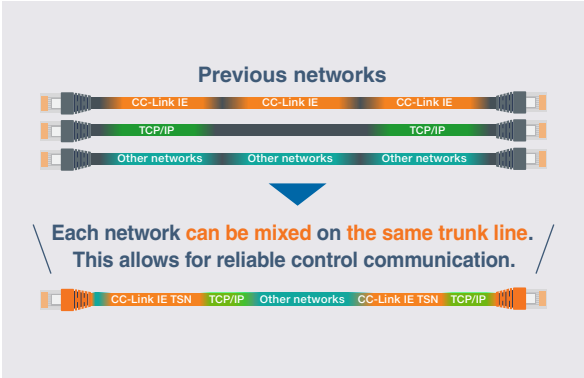 Previous networks
CC-Link IE CC-Link IE CC-Link IE
TCP/IP TCP/IP
Other networks Other networks Other networks
Each network can be mixed on the same trunk line.
This allows for reliable control communication.
CC-Link IE TSN TCP/IP Other networks CC-Link IE TSN TCP/IP